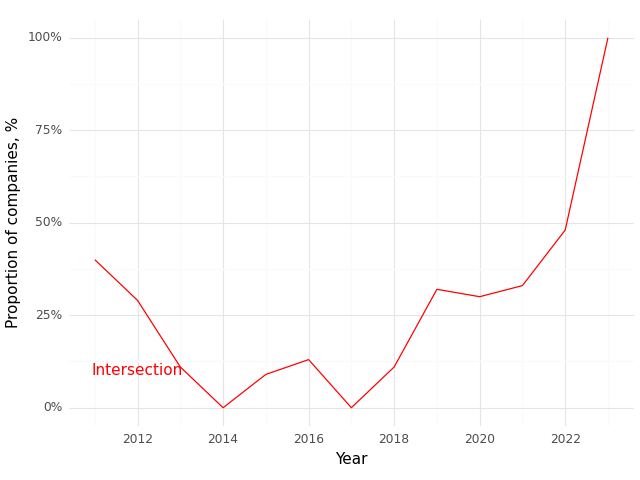 100%
75%
50%
25%
0%
Proportion of companies, %
Intersection
2012 2014 2016 2018 2020 2022
Year